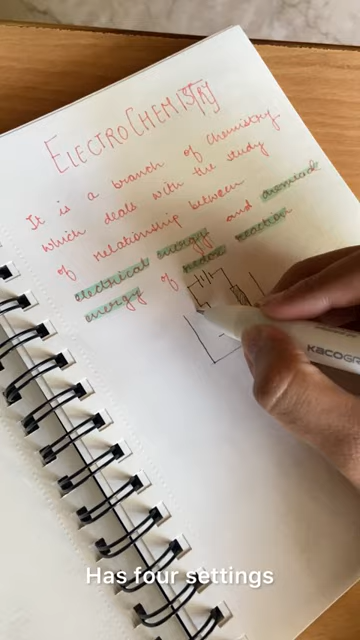 ELECTROCHEMISTRY
It is a branch of Chemistry
which deals with the study
of relationship between
electrical energy and chemical
energy of redox reaction
KACOGR
Has four settings